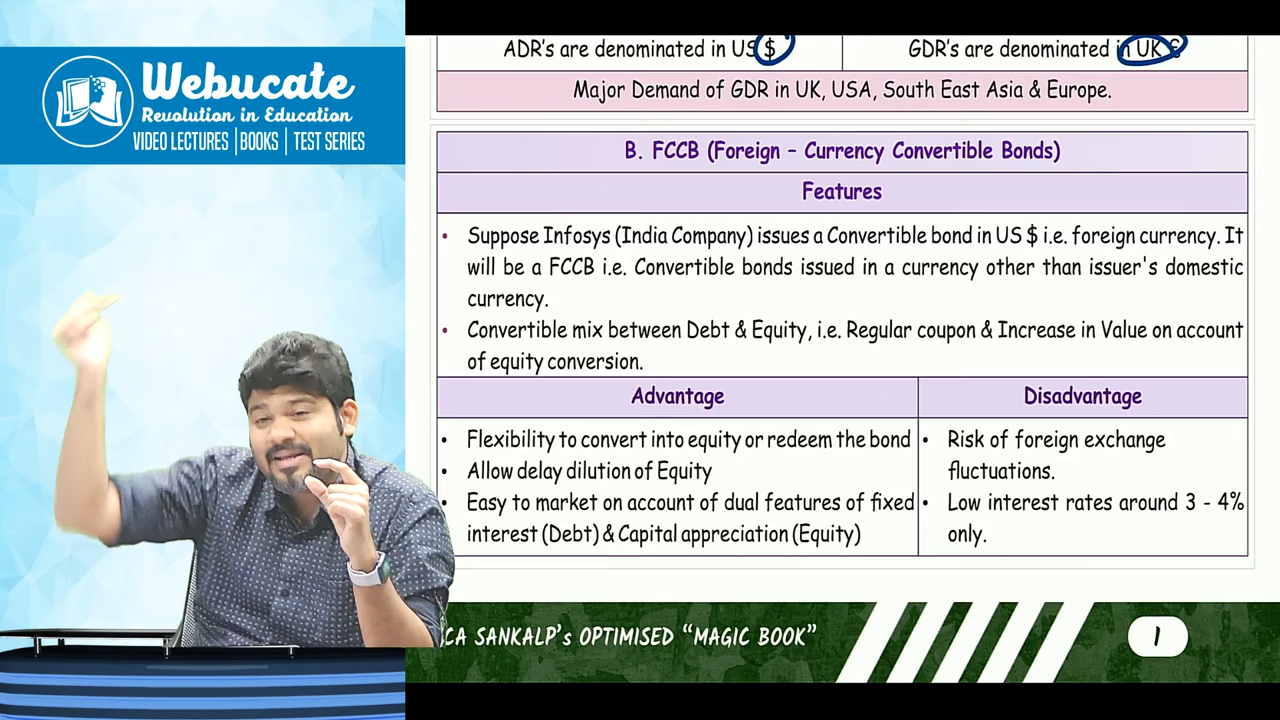 Webucate
Revolution in Education
VIDEO LECTURES | BOOKS | TEST SERIES
ADR's are denominated in US $
GDR's are denominated in UK £
Major Demand of GDR in UK, USA, South East Asia & Europe.
B. FCCB (Foreign – Currency Convertible Bonds)
Features
• Suppose Infosys (India Company) issues a Convertible bond in US $ i.e. foreign currency. It
will be a FCCB i.e. Convertible bonds issued in a currency other than issuer's domestic
currency.
• Convertible mix between Debt & Equity, i.e. Regular coupon & Increase in Value on account
of equity conversion.
Advantage
• Flexibility to convert into equity or redeem the bond
• Allow delay dilution of Equity
• Easy to market on account of dual features of fixed
interest (Debt) & Capital appreciation (Equity)
Disadvantage
• Risk of foreign exchange
fluctuations.
• Low interest rates around 3 - 4%
only.
CA SANKALP's OPTIMISED “MAGIC BOOK”
1